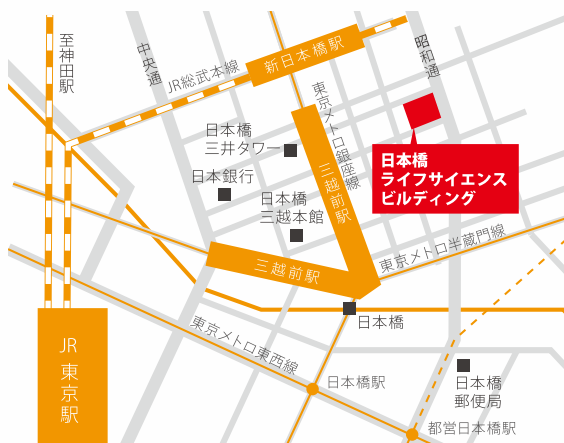 至神田駅
中央通
JR総武本線
新日本橋駅
昭和通
東京メトロ銀座線
日本橋
三井タワー
三越前駅
日本橋
ライフサイエンス
ビルディング
日本銀行
日本橋
三越本館
三越前駅
東京メトロ半蔵門線
日本橋
東京メトロ東西線
JR東京駅
日本橋駅
日本橋
郵便局
都営日本橋駅